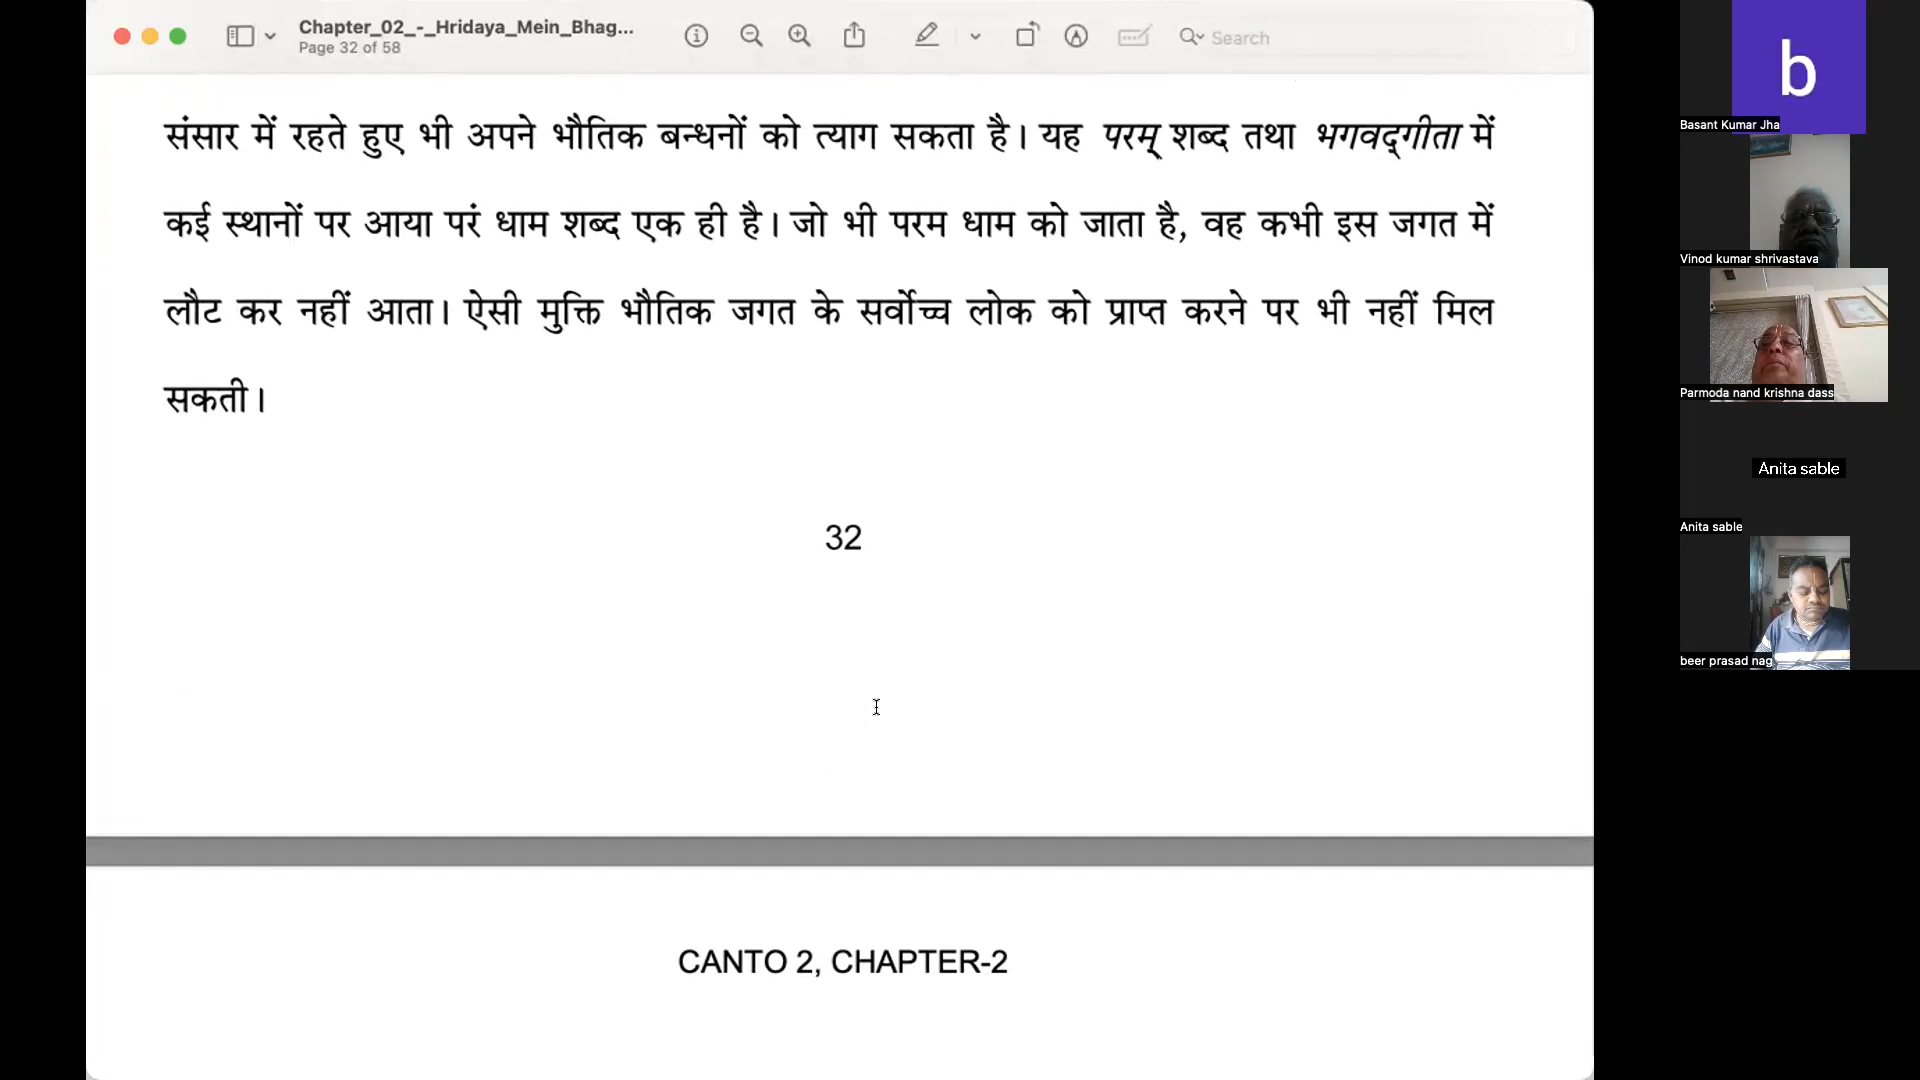 Chapter_02_-_Hridaya_Mein_Bhag...
Page 32 of 58
Search
संसार में रहते हुए भी अपने भौतिक बन्धनों को त्याग सकता है। यह परम् शब्द तथा भगवद्‌गीता में
कई स्थानों पर आया परं धाम शब्द एक ही है। जो भी परम धाम को जाता है, वह कभी इस जगत में
लौट कर नहीं आता। ऐसी मुक्ति भौतिक जगत के सर्वोच्च लोक को प्राप्त करने पर भी नहीं मिल
सकती।
32
CANTO 2, CHAPTER-2
b
Basant Kumar Jha
Vinod kumar shrivastava
Parmoda nand krishna dass
Anita sable
Anita sable
beer prasad nag